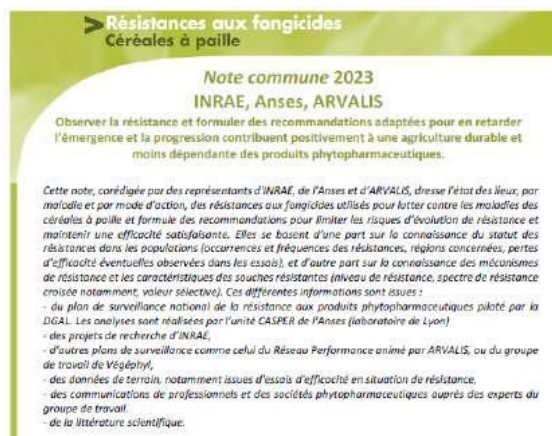 Résistances aux fongicides
Céréales à paille
Note commune 2023
INRAE, Anses, ARVALIS
Observer la résistance et formuler des recommandations adaptées pour en retarder
l'émergence et la progression contribuent positivement à une agriculture durable et
moins dépendante des produits phytopharmaceutiques.
Cette note, corédigée par des représentants d'INRAE, de l'Anses et d'ARVALIS, dresse l'état des lieux, par
maladie et par mode d'action, des résistances aux fongicides utilisés pour lutter contre les maladies des
céréales à paille et formule des recommandations pour limiter les risques d'évolution de résistance et
maintenir une efficacité satisfaisante. Elles se basent d'une part sur la connaissance du statut des
résistances dans les populations (occurrences et fréquences des résistances, régions concernées, pertes
d'efficacité éventuelles observées dans les essais), et d'autre part sur la connaissance des mécanismes
de résistance et les caractéristiques des souches résistantes (niveau de résistance, spectre de résistance
croisée notamment, valeur sélective). Ces différentes informations sont issues :
- du plan de surveillance national de la résistance aux produits phytopharmaceutiques piloté par la
DGAL. Les analyses sont réalisées par l'unité CASPER de l'Anses (laboratoire de Lyon)
- des projets de recherche d'INRAE,
- d'autres plans de surveillance comme celui du Réseau Performance animé par ARVALIS, ou du groupe
de travail de Végéphyl,
- des données de terrain, notamment issues d'essais d'efficacité en situation de résistance,
- des communications de professionnels et des sociétés phytopharmaceutiques auprès des experts du
groupe de travail.
- de la littérature scientifique.